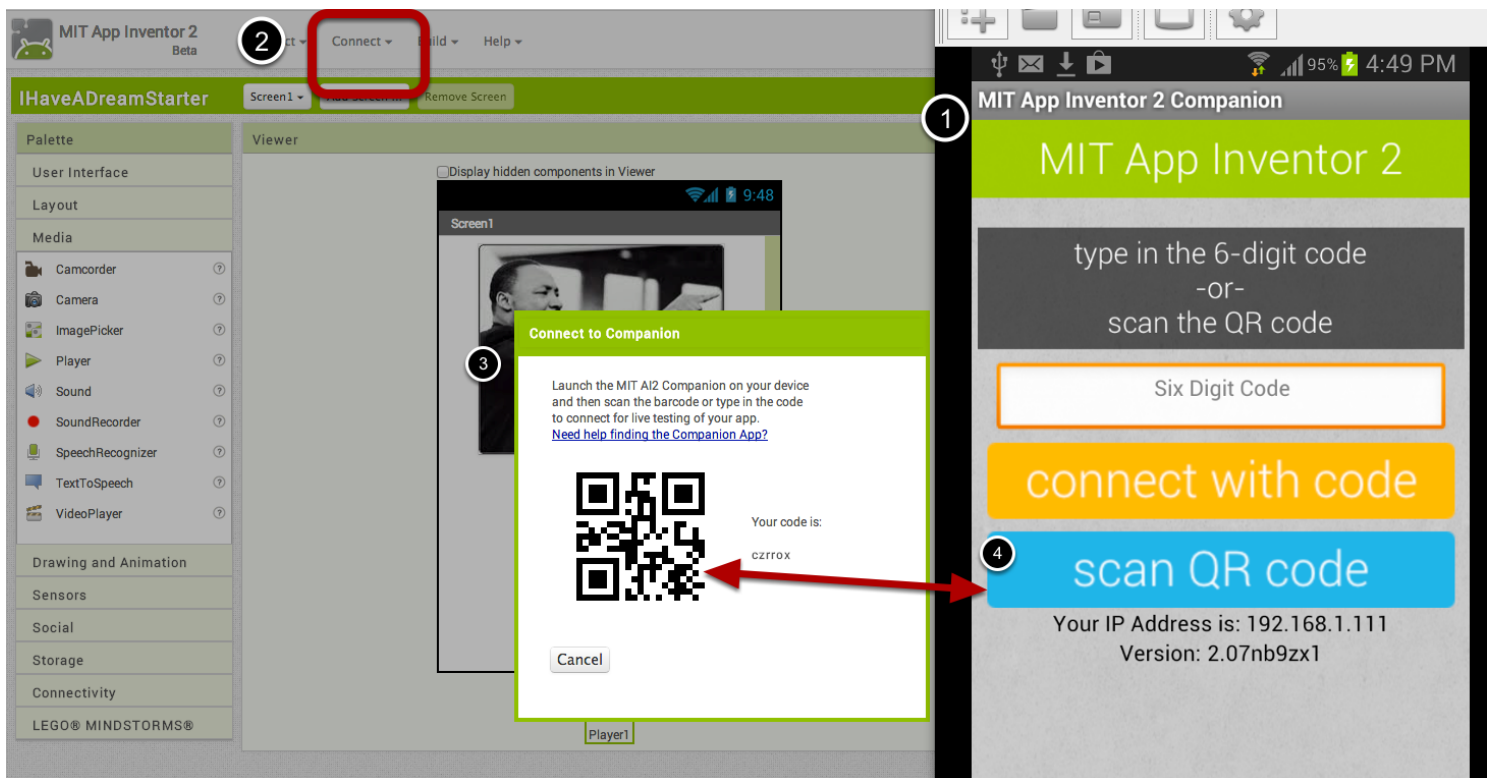 MIT App Inventor 2
Beta
2
Connect
Help
IHaveADreamStarter
Screen1
Remove Screen
Palette
Viewer
User Interface
Layout
Media
Camcorder
Camera
ImagePicker
Player
Sound
SoundRecorder
SpeechRecognizer
TextToSpeech
VideoPlayer
Drawing and Animation
Sensors
Social
Storage
Connectivity
LEGO® MINDSTORMS®
Display hidden components in Viewer
9:48
Screen1
3
Connect to Companion
Launch the MIT AI2 Companion on your device
and then scan the barcode or type in the code
to connect for live testing of your app.
Need help finding the Companion App?
Your code is:
czrrox
Cancel
Player1
95% 4:49 PM
1
MIT App Inventor 2 Companion
MIT App Inventor 2
type in the 6-digit code
-or-
scan the QR code
Six Digit Code
connect with code
4
scan QR code
Your IP Address is: 192.168.1.111
Version: 2.07nb9zx1